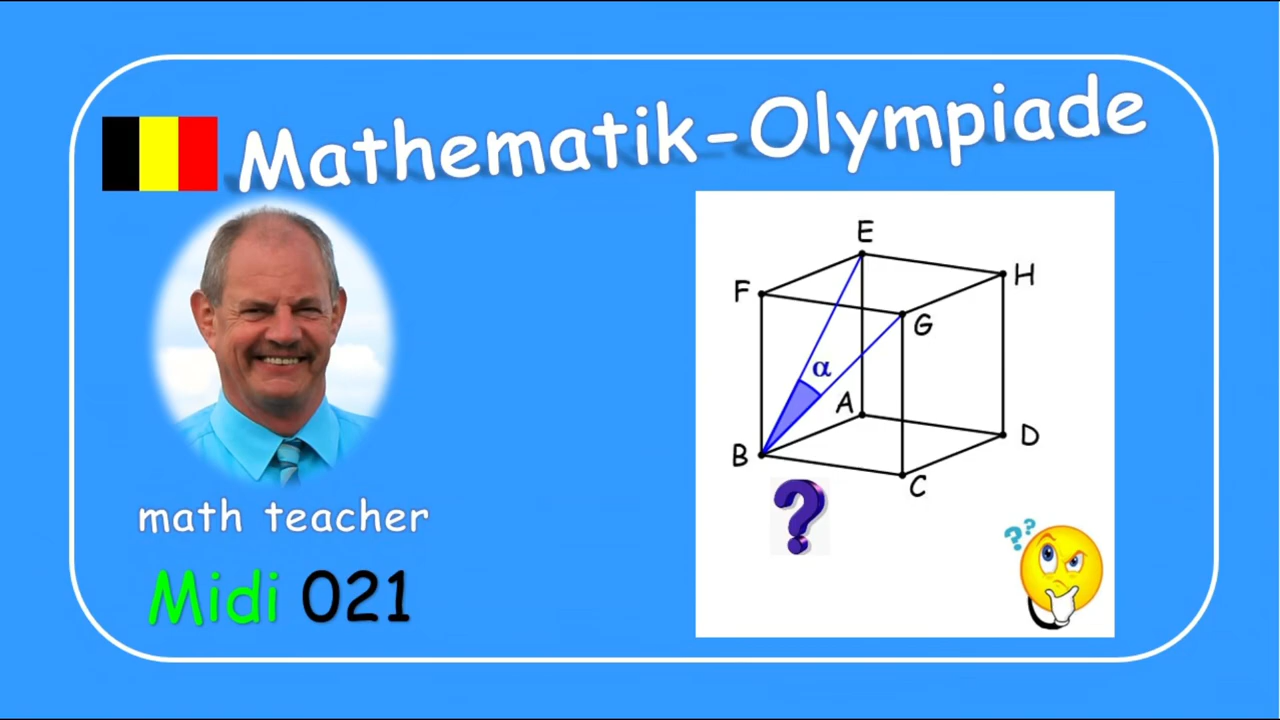 Mathematik-Olympiade
E
H
F
G
α
A
D
B
C
?
??
math teacher
Midi 021